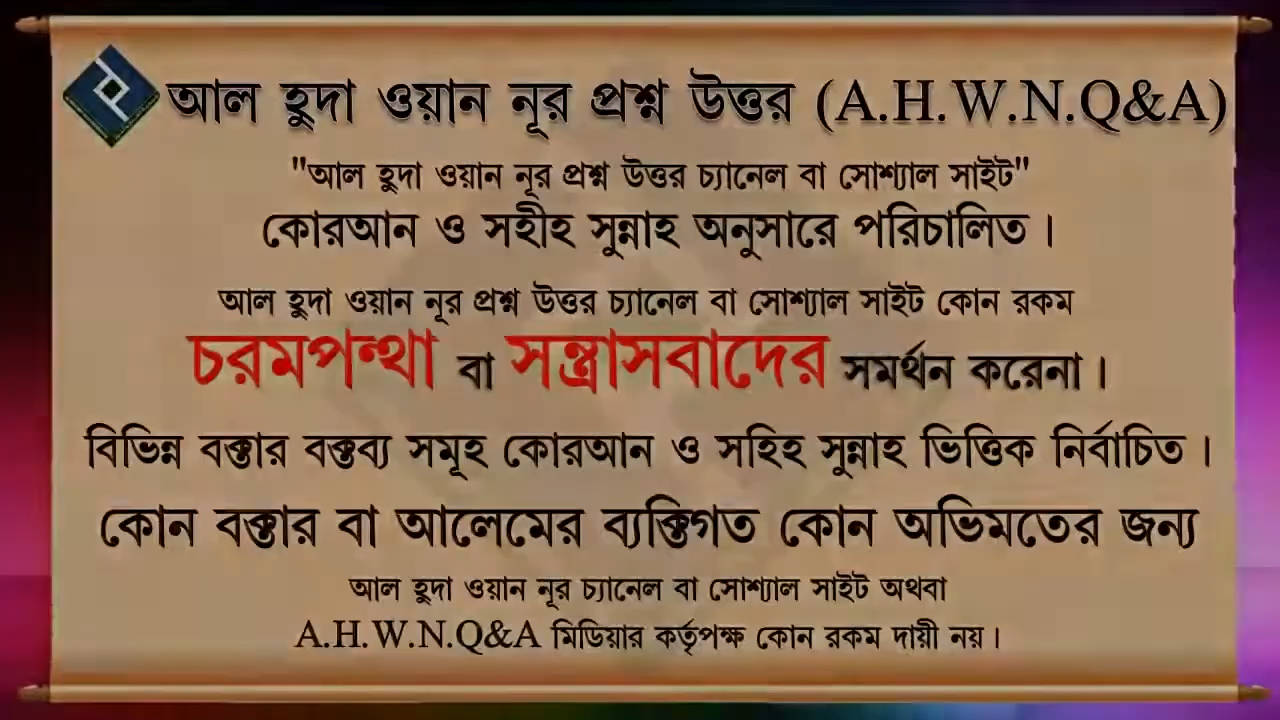 আল হুদা ওয়ান নূর প্রশ্ন উত্তর (A.H.W.N.Q&A)
"আল হুদা ওয়ান নূর প্রশ্ন উত্তর চ্যানেল বা সোশ্যাল সাইট"
কোরআন ও সহীহ সুন্নাহ অনুসারে পরিচালিত।
আল হুদা ওয়ান নূর প্রশ্ন উত্তর চ্যানেল বা সোশ্যাল সাইট কোন রকম
চরমপন্থা বা সন্ত্রাসবাদের সমর্থন করেনা।
বিভিন্ন বক্তার বক্তব্য সমূহ কোরআন ও সহিহ সুন্নাহ ভিত্তিক নির্বাচিত।
কোন বক্তার বা আলেমের ব্যক্তিগত কোন অভিমতের জন্য
আল হুদা ওয়ান নূর চ্যানেল বা সোশ্যাল সাইট অথবা
A.H.W.N.Q&A মিডিয়ার কর্তৃপক্ষ কোন রকম দায়ী নয়।